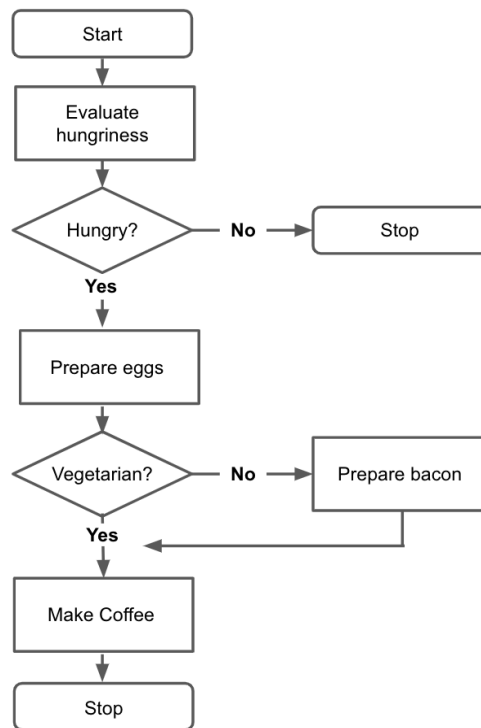 Start
Evaluate
hungriness
Hungry?
No
Stop
Yes
Prepare eggs
Vegetarian?
No
Prepare bacon
Yes
Make Coffee
Stop